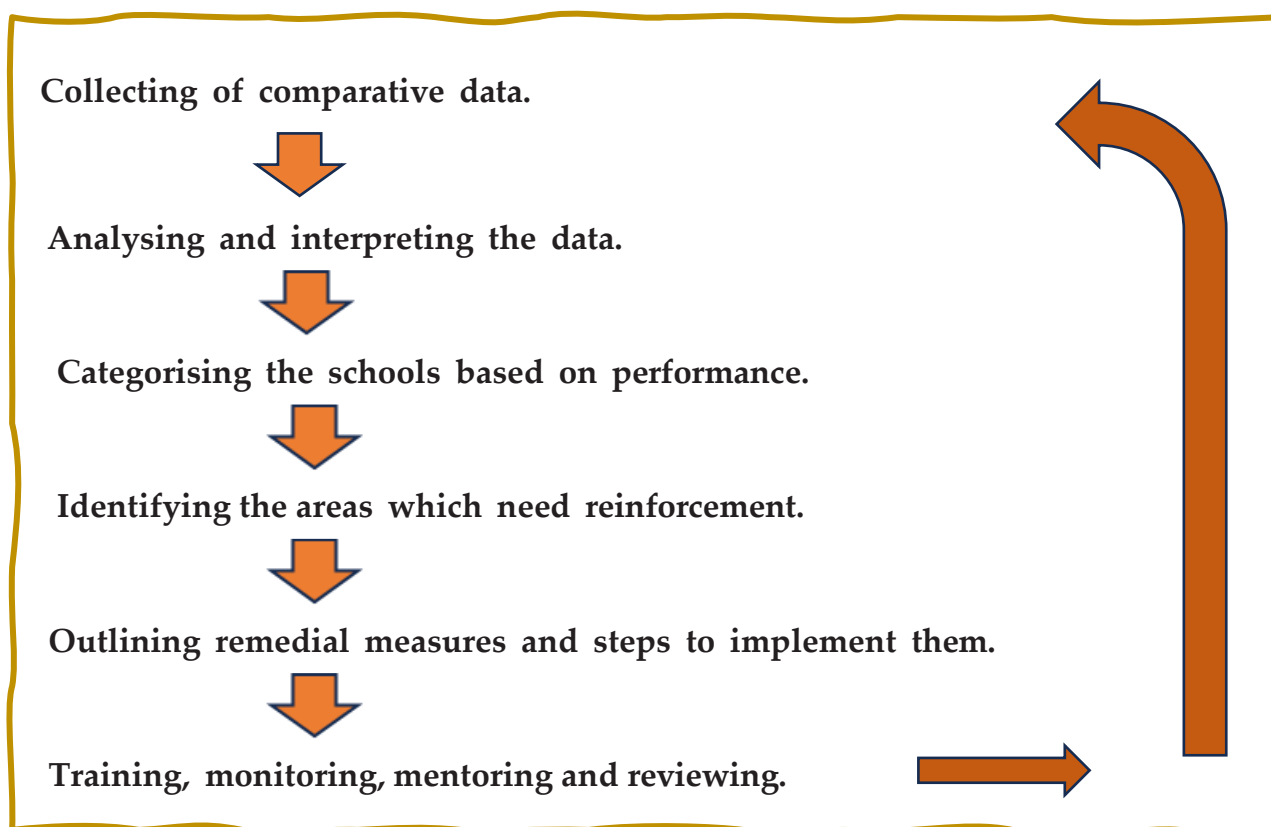 Collecting of comparative data.
Analysing and interpreting the data.
Categorising the schools based on performance.
Identifying the areas which need reinforcement.
Outlining remedial measures and steps to implement them.
Training, monitoring, mentoring and reviewing.